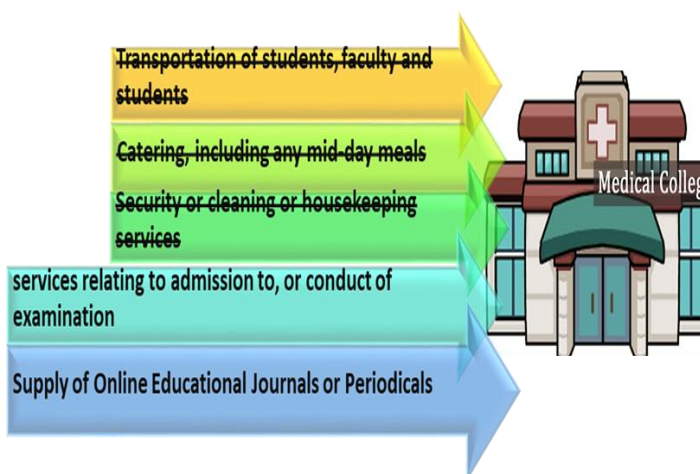 Transportation of students, faculty and
students
Catering, including any mid-day meals
Security or cleaning or housekeeping
services
services relating to admission to, or conduct of
examination
Supply of Online Educational Journals or Periodicals
Medical Colleg